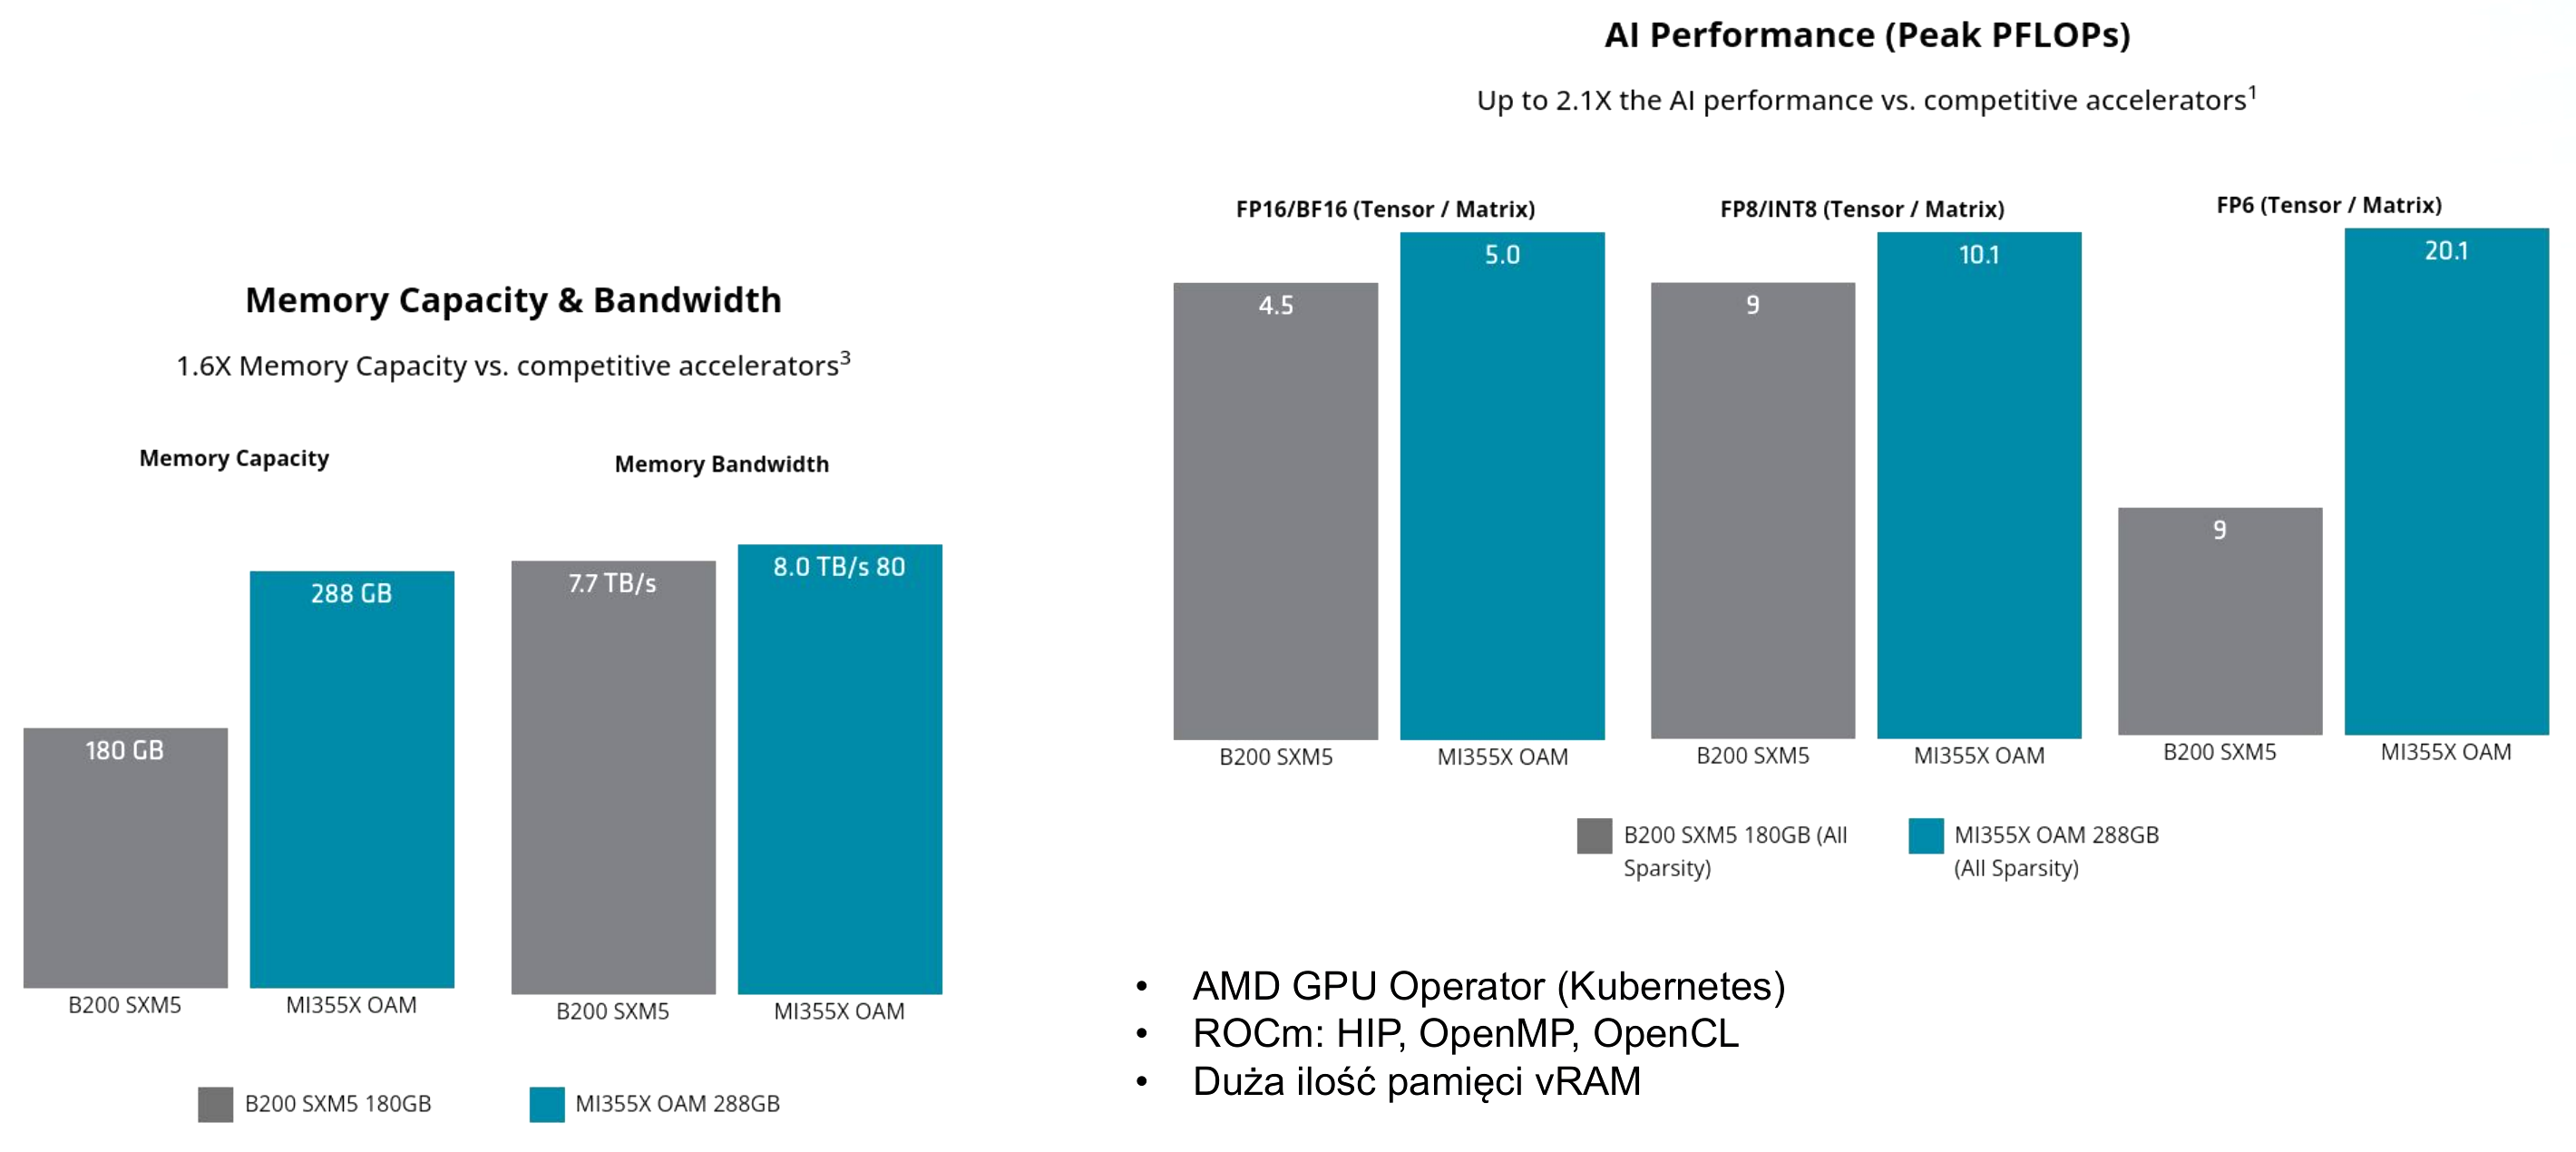 Memory Capacity & Bandwidth
1.6X Memory Capacity vs. competitive accelerators³
Memory Capacity
180 GB
288 GB
B200 SXM5
MI355X OAM
Memory Bandwidth
7.7 TB/s
8.0 TB/s 80
B200 SXM5
MI355X OAM
B200 SXM5 180GB
MI355X OAM 288GB
AI Performance (Peak PFLOPs)
Up to 2.1X the AI performance vs. competitive accelerators¹
FP16/BF16 (Tensor / Matrix)
4.5
5.0
B200 SXM5
MI355X OAM
FP8/INT8 (Tensor / Matrix)
9
10.1
B200 SXM5
MI355X OAM
FP6 (Tensor / Matrix)
9
20.1
B200 SXM5
MI355X OAM
B200 SXM5 180GB (All
Sparsity)
MI355X OAM 288GB
(All Sparsity)
• AMD GPU Operator (Kubernetes)
• ROCm: HIP, OpenMP, OpenCL
• Duża ilość pamięci vRAM